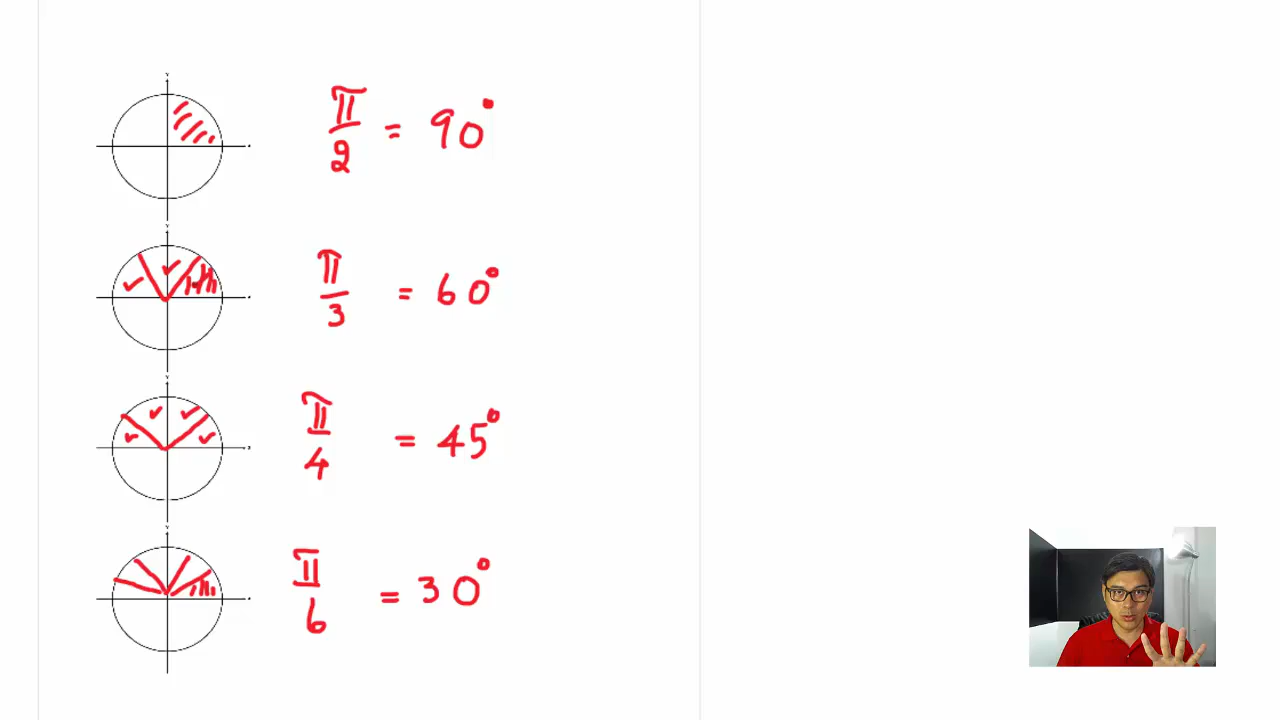 π/2 = 90°
π/3 = 60°
π/4 = 45°
π/6 = 30°